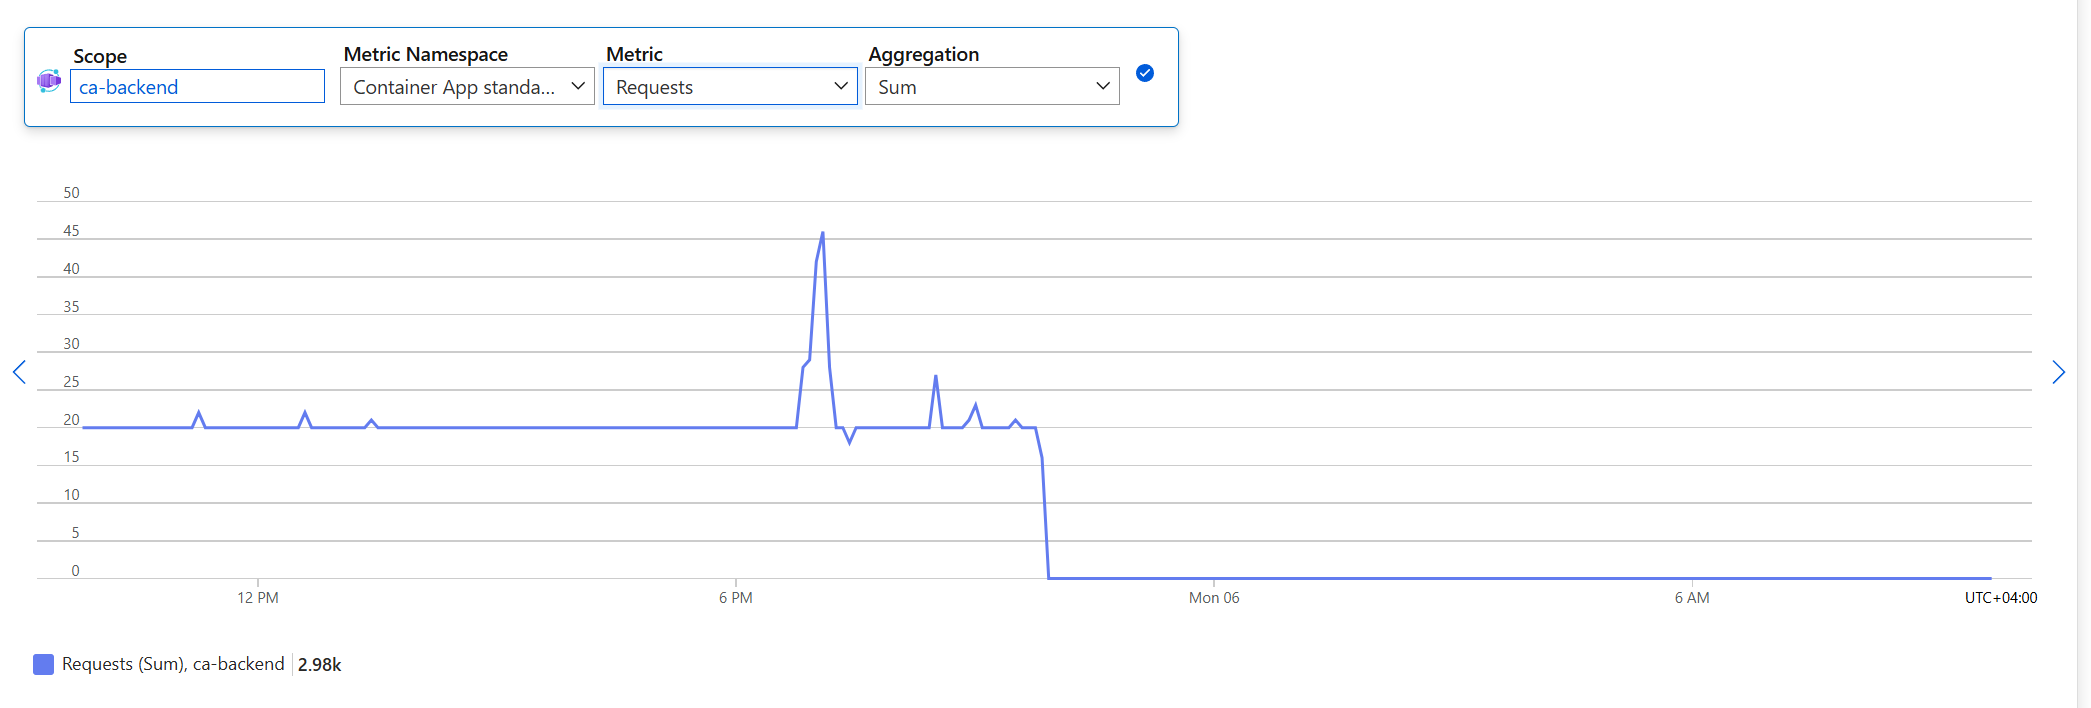 Scope
Metric Namespace
Metric
Aggregation
ca-backend
Container App standa...
Requests
Sum
50
45
40
35
30
25
20
15
10
5
0
12 PM
6 PM
Mon 06
6 AM
UTC+04:00
Requests (Sum), ca-backend
2.98k